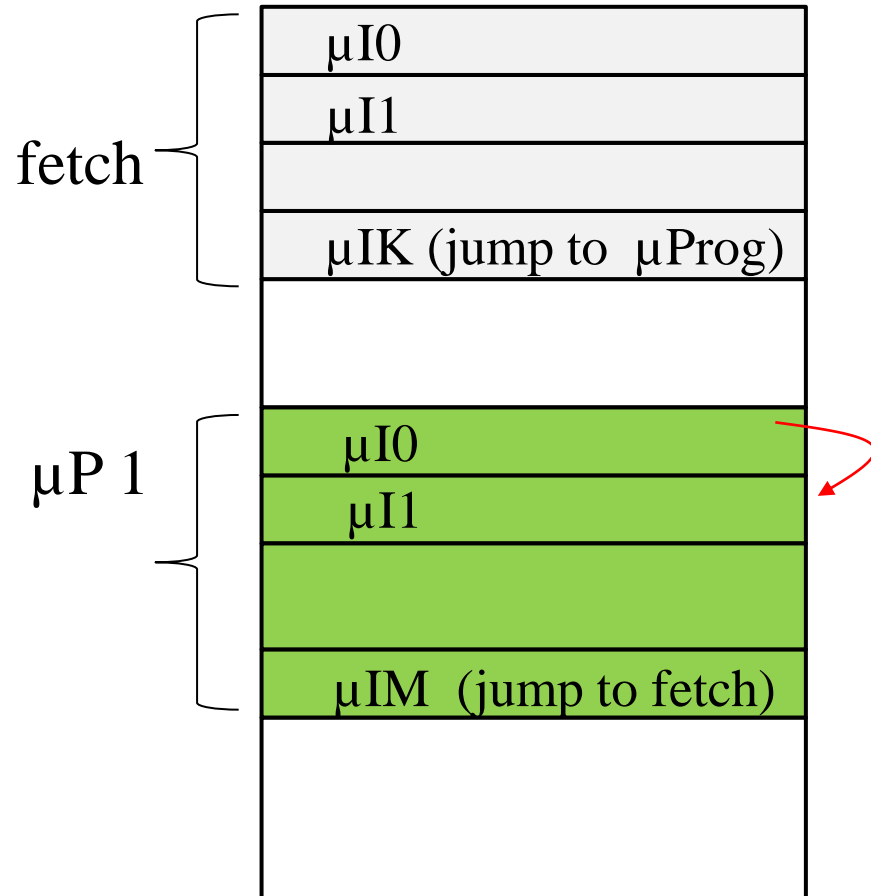 µI0
µI1
fetch
µIK (jump to µProg)
µI0
µP 1
µI1
µIM (jump to fetch)